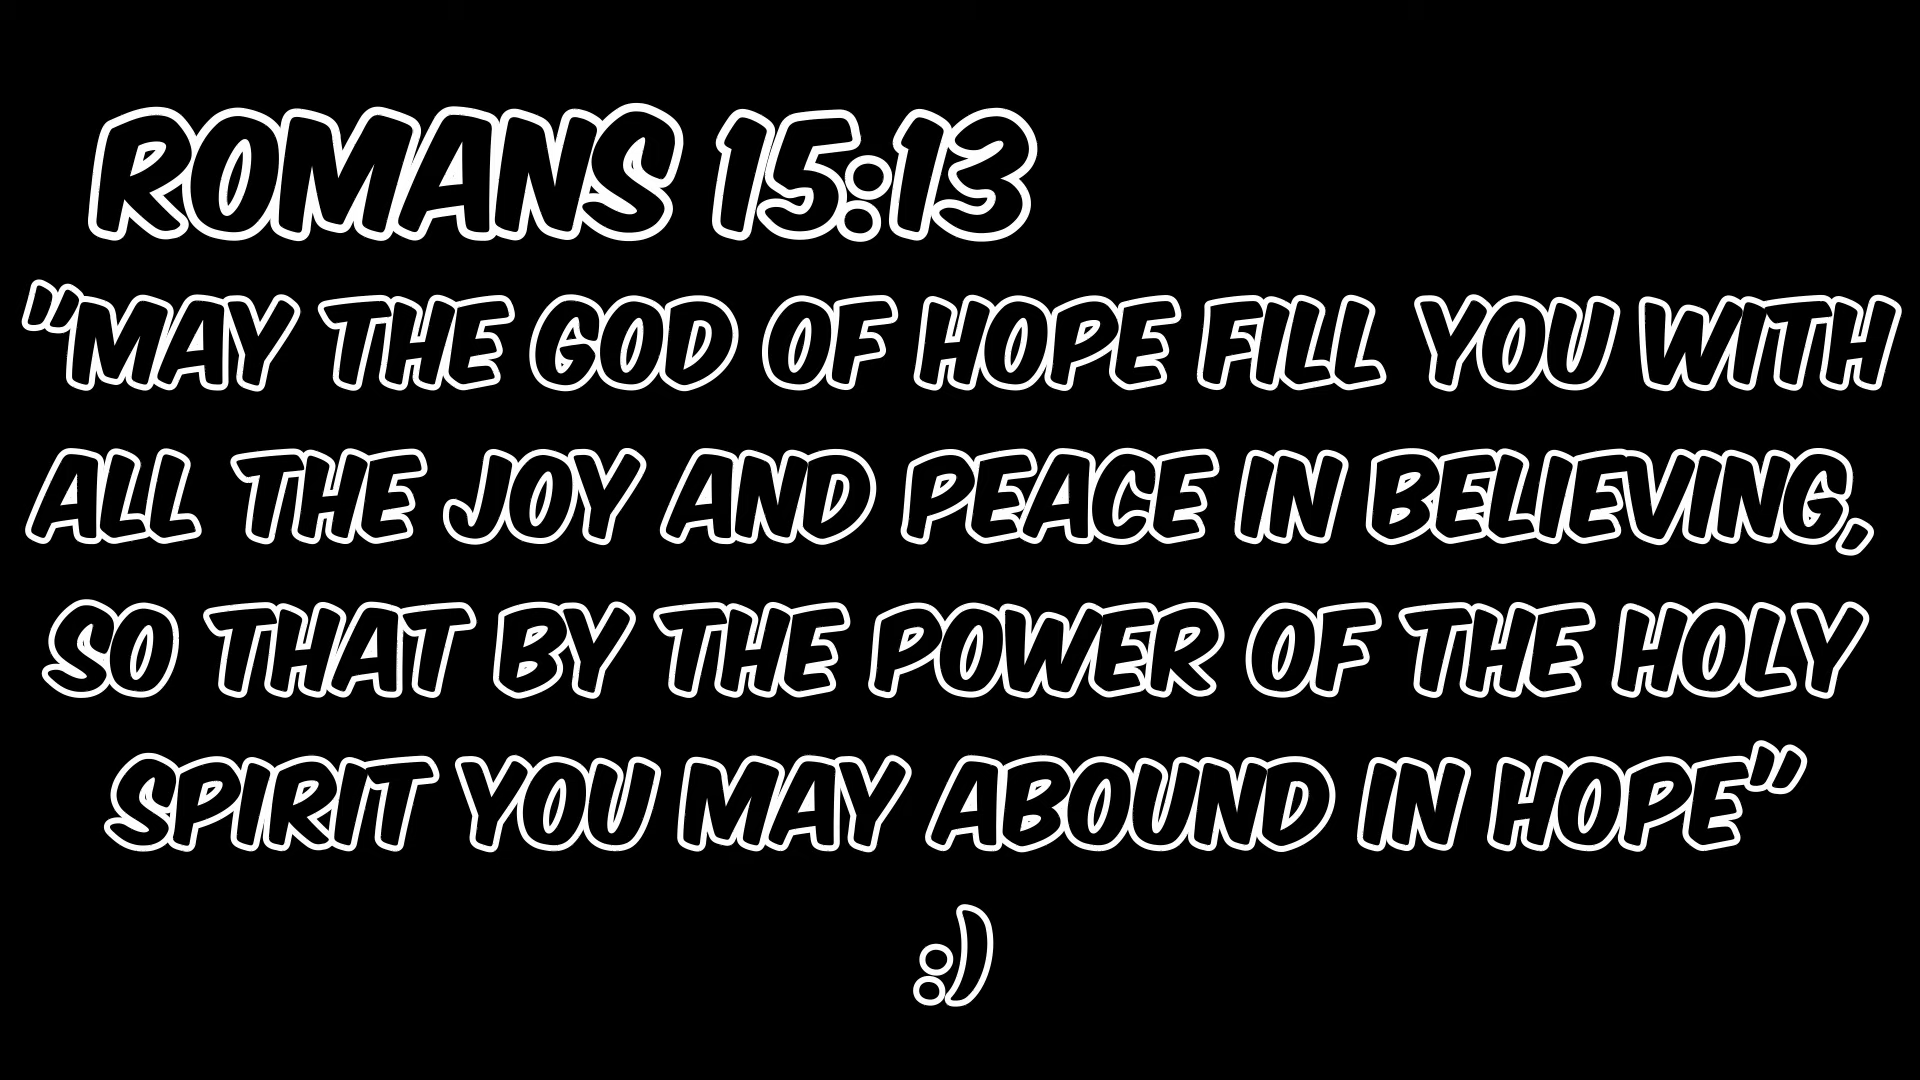 ROMANS 15:13
"MAY THE GOD OF HOPE FILL YOU WITH
ALL THE JOY AND PEACE IN BELIEVING,
SO THAT BY THE POWER OF THE HOLY
SPIRIT YOU MAY ABOUND IN HOPE"
:)